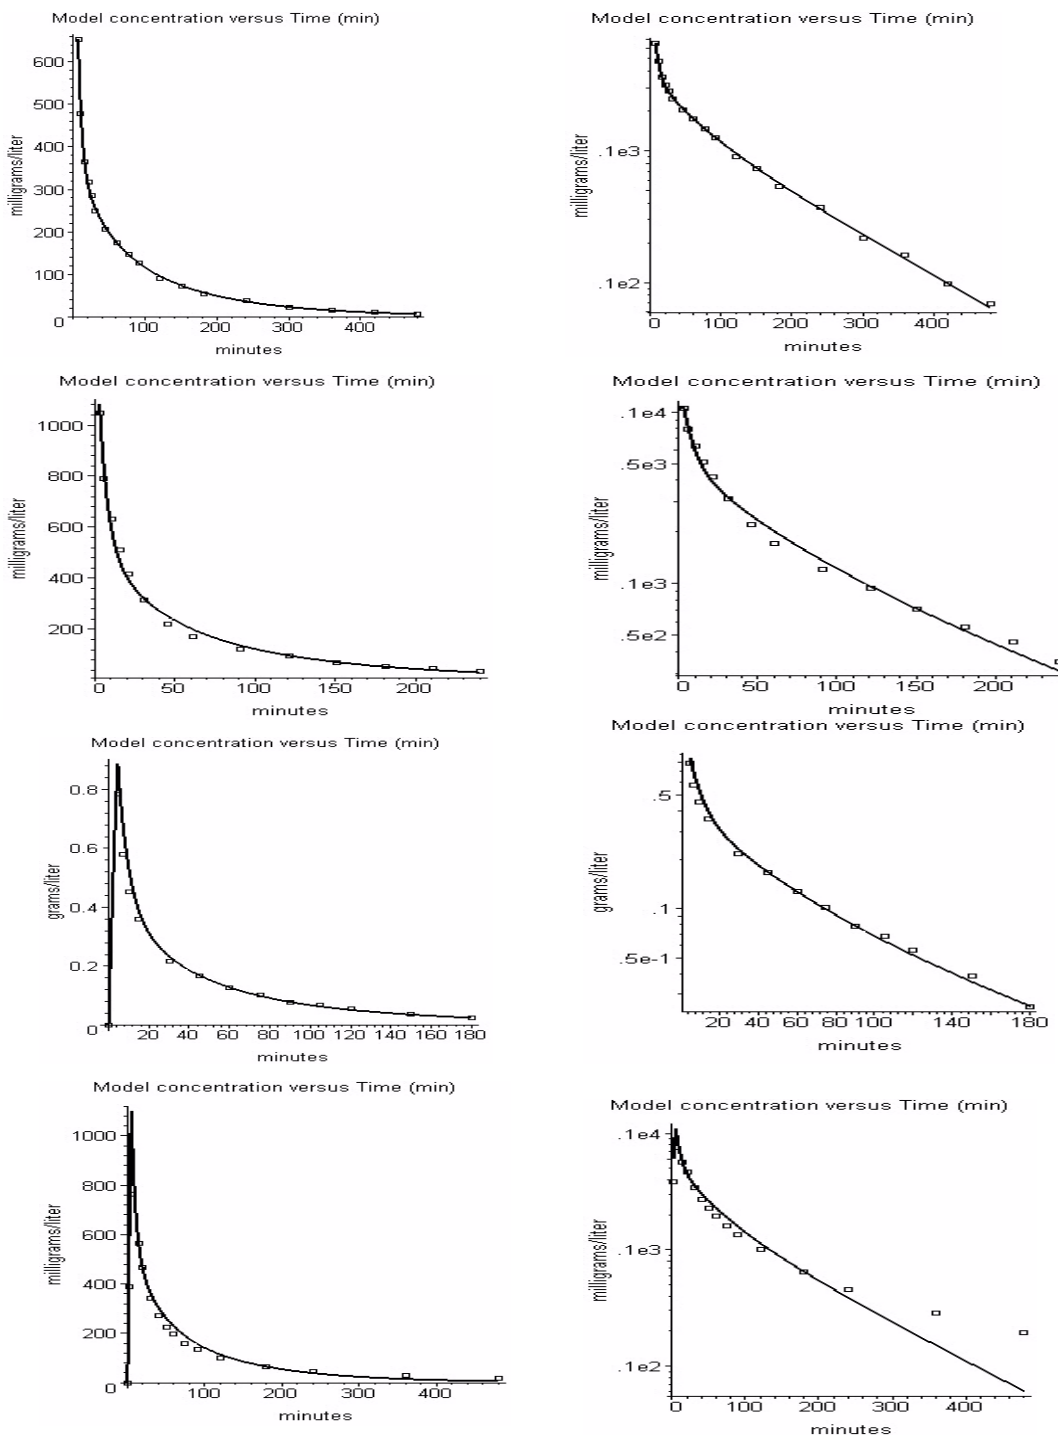 Model concentration versus Time (min)
600
500
400
300
200
100
0
100 200 300 400
milligrams/liter
minutes
Model concentration versus Time (min)
.1e3
.1e2
0 100 200 300 400
milligrams/liter
minutes
Model concentration versus Time (min)
1000
800
600
400
200
0 50 100 150 200
milligrams/liter
minutes
Model concentration versus Time (min)
.1e4
.5e3
.1e3
.5e2
0 50 100 150 200
milligrams/liter
minutes
Model concentration versus Time (min)
0.8
0.6
0.4
0.2
0
20 40 60 80 100 120 140 160 180
grams/liter
minutes
Model concentration versus Time (min)
.5
.1
.5e-1
20 40 60 80 100 140 180
grams/liter
minutes
Model concentration versus Time (min)
1000
800
600
400
200
0
100 200 300 400
milligrams/liter
minutes
Model concentration versus Time (min)
.1e4
.1e3
.1e2
0 100 200 300 400
milligrams/liter
minutes